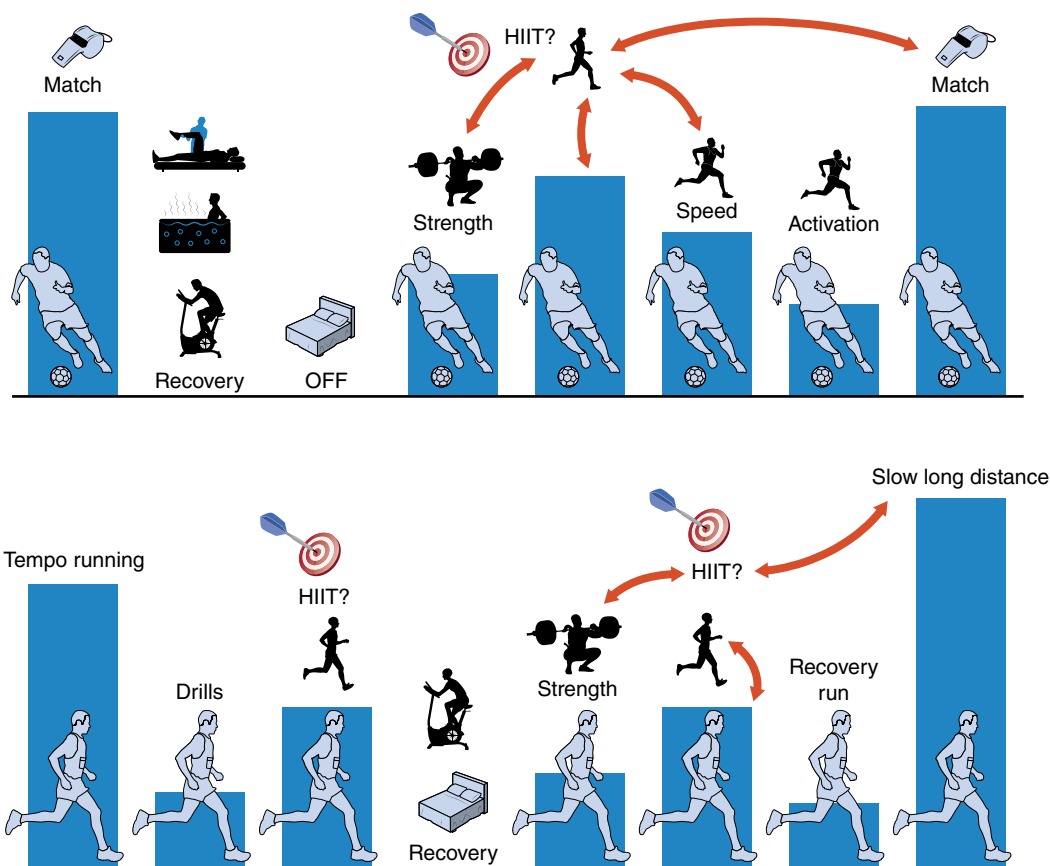 HIIT?
Match
Match
Strength
Speed
Activation
Recovery
OFF
Slow long distance
Tempo running
HIIT?
HIIT?
Drills
Strength
Recovery
run
Recovery